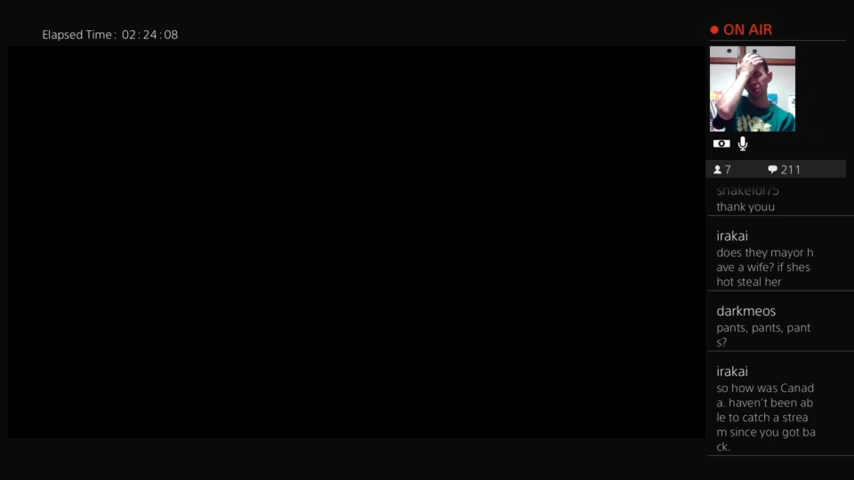 Elapsed Time: 02:24:08
ON AIR
7 211
snakelol75
thank youu
irakai
does they mayor h
ave a wife? if shes
hot steal her
darkmeos
pants, pants, pant
s?
irakai
so how was Canad
a. haven't been ab
le to catch a strea
m since you got ba
ck.